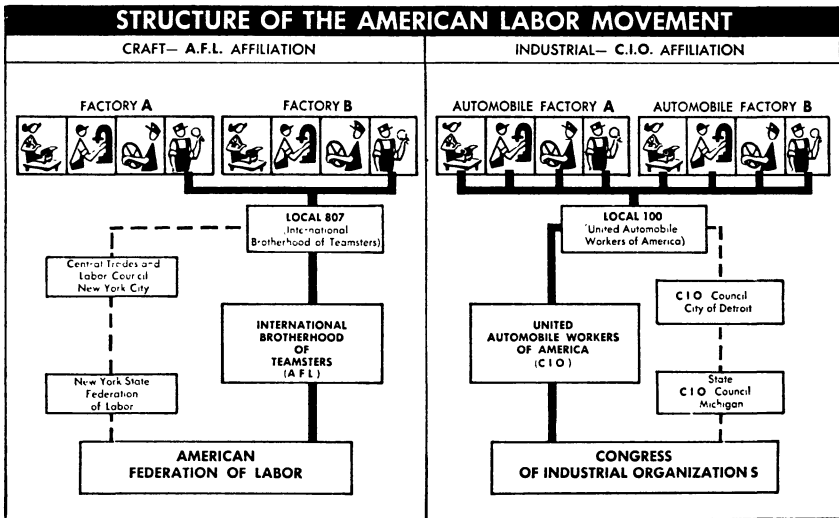 STRUCTURE OF THE AMERICAN LABOR MOVEMENT
CRAFT— A.F.L. AFFILIATION
FACTORY A
FACTORY B
LOCAL 807
(International
Brotherhood of Teamsters)
Central Trades and
Labor Council
New York City
INTERNATIONAL
BROTHERHOOD
OF
TEAMSTERS
(AFL)
New York State
Federation
of Labor
AMERICAN
FEDERATION OF LABOR
INDUSTRIAL— C.I.O. AFFILIATION
AUTOMOBILE FACTORY A
AUTOMOBILE FACTORY B
LOCAL 100
(United Automobile
Workers of America)
CIO Council
City of Detroit
UNITED
AUTOMOBILE WORKERS
OF AMERICA
(CIO)
State
CIO Council
Michigan
CONGRESS
OF INDUSTRIAL ORGANIZATIONS